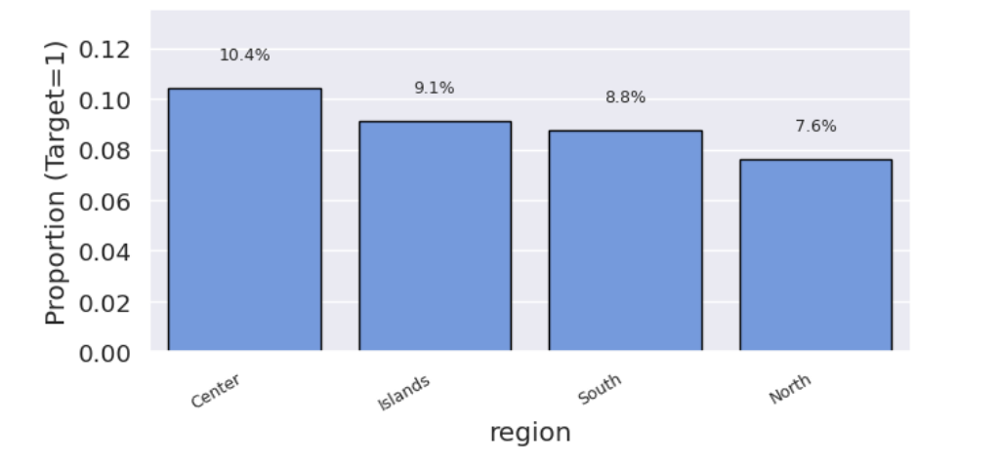 Proportion (Target=1)
0.12
0.10
0.08
0.06
0.04
0.02
0.00
10.4%
9.1%
8.8%
7.6%
Center
Islands
South
North
region